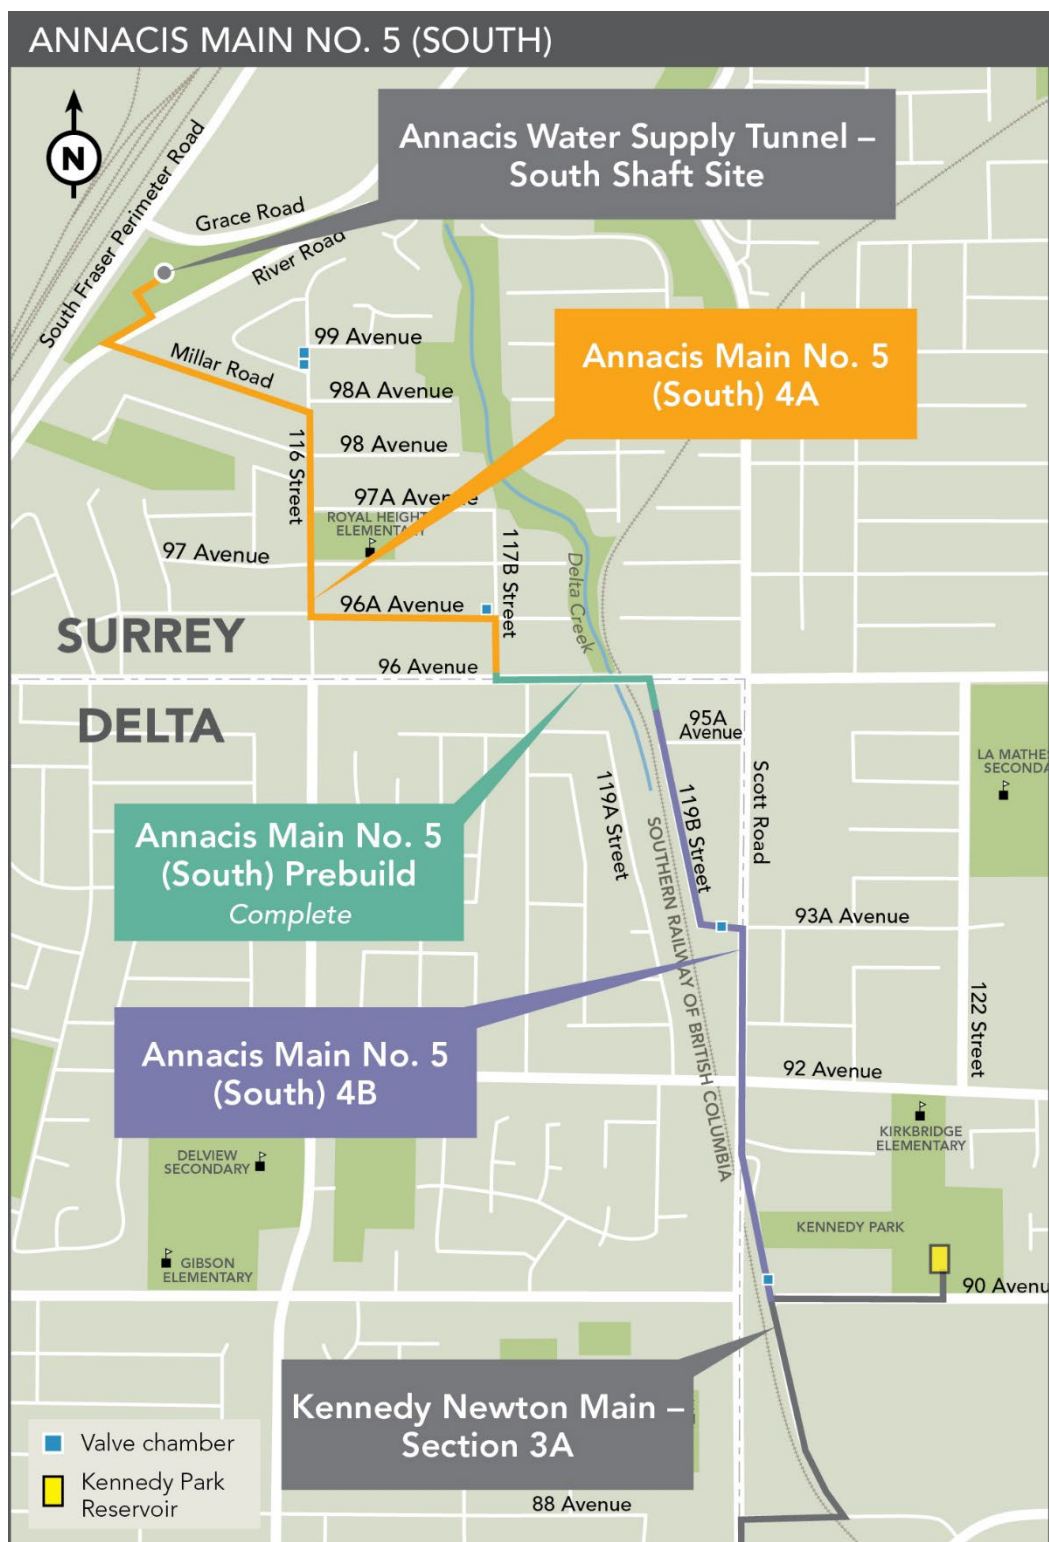 ANNACIS MAIN NO. 5 (SOUTH)
N
Annacis Water Supply Tunnel –
South Shaft Site
South Fraser Perimeter Road
Grace Road
River Road
99 Avenue
Millar Road
98A Avenue
Annacis Main No. 5
(South) 4A
116 Street
98 Avenue
97A Avenue
ROYAL HEIGHT
ELEMENTARY
97 Avenue
117B Street
Delta Creek
96A Avenue
SURREY
96 Avenue
DELTA
95A
Avenue
LA MATHE
SECONDA
Scott Road
119A Street
119B Street
Annacis Main No. 5
(South) Prebuild
Complete
SOUTHERN RAILWAY OF BRITISH COLUMBIA
93A Avenue
122 Street
Annacis Main No. 5
(South) 4B
92 Avenue
KIRKBRIDGE
ELEMENTARY
DELVIEW
SECONDARY
KENNEDY PARK
GIBSON
ELEMENTARY
90 Avenu
Kennedy Newton Main –
Section 3A
Valve chamber
Kennedy Park
Reservoir
88 Avenue